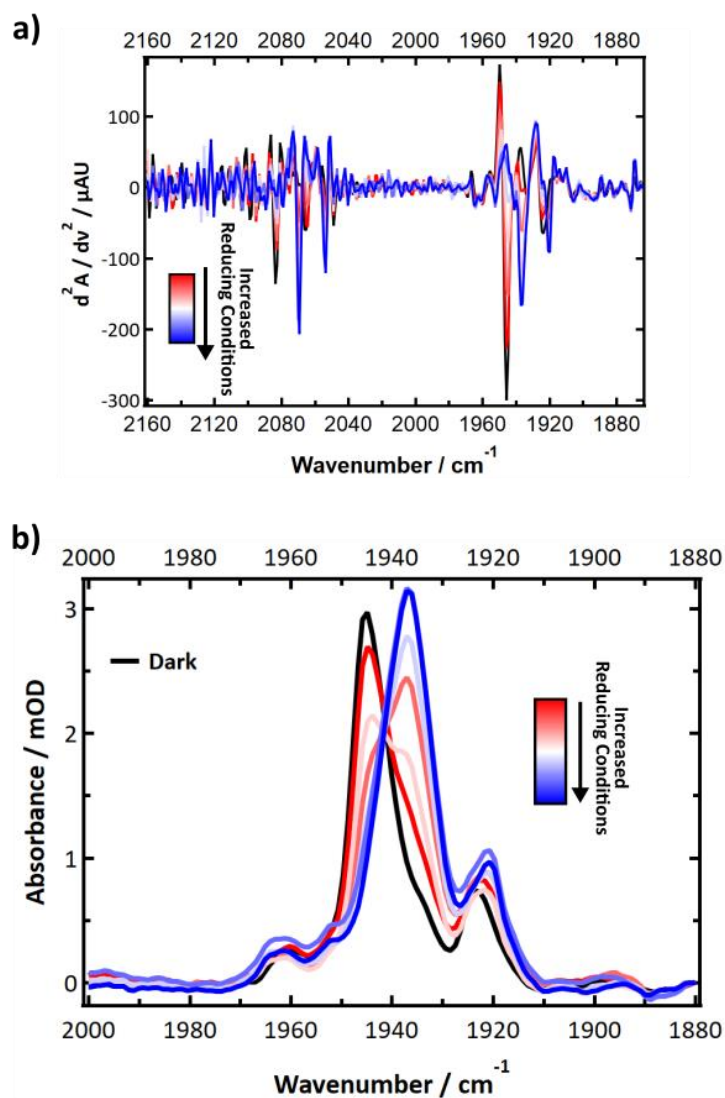 a)
2160 2120 2080 2040 2000 1960 1920 1880
100
0
-100
-200
-300
d²A / dv² / µAU
Increased
Reducing Conditions
2160 2120 2080 2040 2000 1960 1920 1880
Wavenumber / cm⁻¹
b)
2000 1980 1960 1940 1920 1900 1880
3
2
1
0
Absorbance / mOD
Dark
Increased
Reducing Conditions
2000 1980 1960 1940 1920 1900 1880
Wavenumber / cm⁻¹